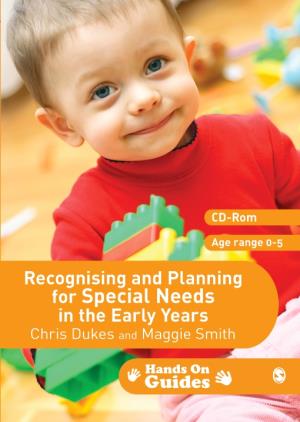 CD-Rom
Age range 0-5
Recognising and Planning
for Special Needs
in the Early Years
Chris Dukes and Maggie Smith
Hands On
Guides